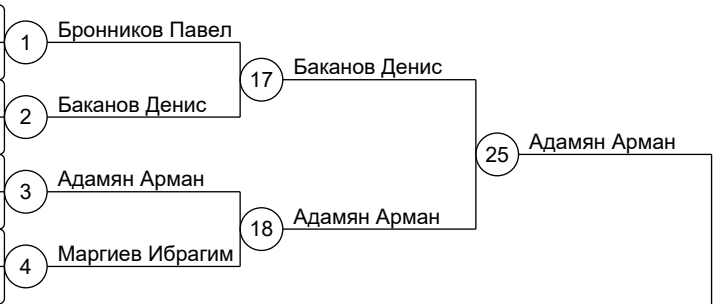 1
Бронников Павел
17
Баканов Денис
2
Баканов Денис
25
Адамян Арман
3
Адамян Арман
18
Адамян Арман
4
Маргиев Ибрагим